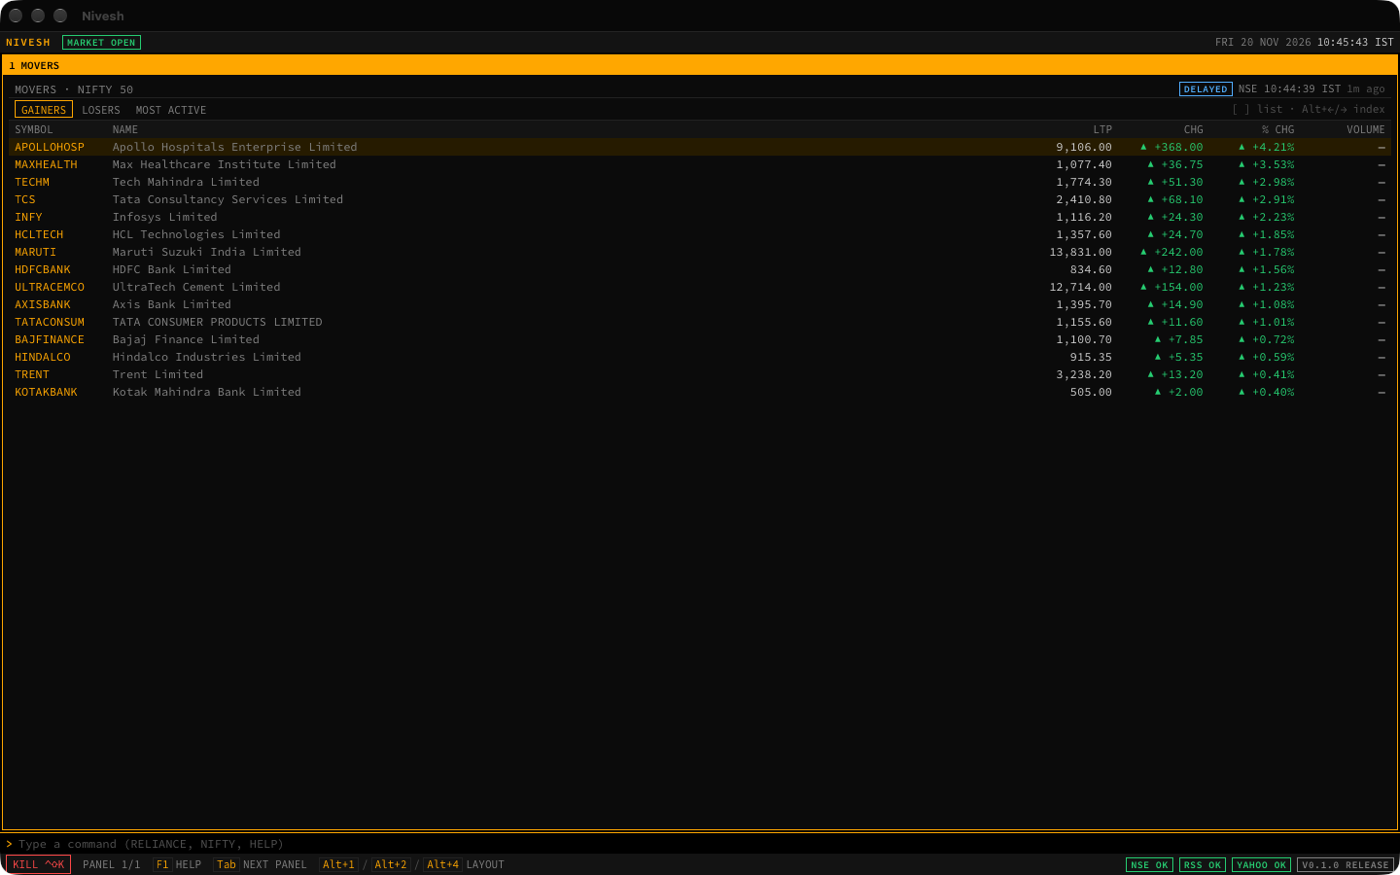 Nivesh
NIVESH MARKET OPEN FRI 20 NOV 2026 10:45:43 IST
1 MOVERS
MOVERS · NIFTY 50 DELAYED NSE 10:44:39 IST 1m ago
GAINERS LOSERS MOST ACTIVE [ ] list · Alt+←/→ index
SYMBOL NAME LTP CHG % CHG VOLUME
APOLLOHOSP Apollo Hospitals Enterprise Limited 9,106.00 ▲ +368.00 ▲ +4.21% —
MAXHEALTH Max Healthcare Institute Limited 1,077.40 ▲ +36.75 ▲ +3.53% —
TECHM Tech Mahindra Limited 1,774.30 ▲ +51.30 ▲ +2.98% —
TCS Tata Consultancy Services Limited 2,410.80 ▲ +68.10 ▲ +2.91% —
INFY Infosys Limited 1,116.20 ▲ +24.30 ▲ +2.23% —
HCLTECH HCL Technologies Limited 1,357.60 ▲ +24.70 ▲ +1.85% —
MARUTI Maruti Suzuki India Limited 13,831.00 ▲ +242.00 ▲ +1.78% —
HDFCBANK HDFC Bank Limited 834.60 ▲ +12.80 ▲ +1.56% —
ULTRACEMCO UltraTech Cement Limited 12,714.00 ▲ +154.00 ▲ +1.23% —
AXISBANK Axis Bank Limited 1,395.70 ▲ +14.90 ▲ +1.08% —
TATACONSUM TATA CONSUMER PRODUCTS LIMITED 1,155.60 ▲ +11.60 ▲ +1.01% —
BAJFINANCE Bajaj Finance Limited 1,100.70 ▲ +7.85 ▲ +0.72% —
HINDALCO Hindalco Industries Limited 915.35 ▲ +5.35 ▲ +0.59% —
TRENT Trent Limited 3,238.20 ▲ +13.20 ▲ +0.41% —
KOTAKBANK Kotak Mahindra Bank Limited 505.00 ▲ +2.00 ▲ +0.40% —
> Type a command (RELIANCE, NIFTY, HELP)
KILL ^⇧K PANEL 1/1 F1 HELP Tab NEXT PANEL Alt+1 / Alt+2 / Alt+4 LAYOUT NSE OK RSS OK YAHOO OK V0.1.0 RELEASE